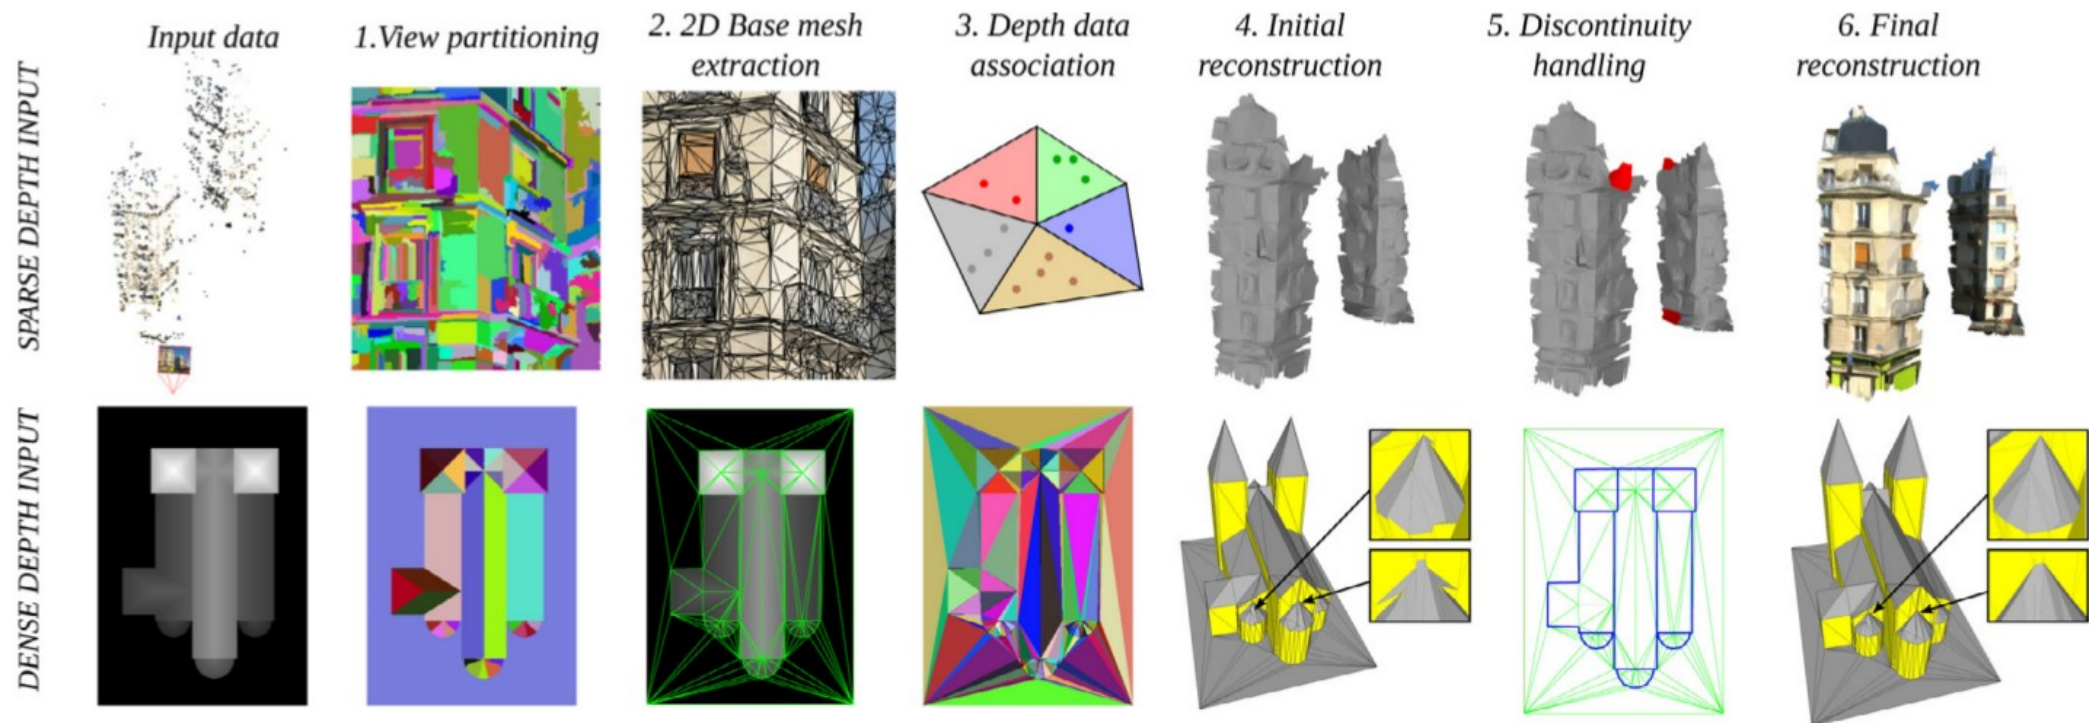 Input data
1.View partitioning
2. 2D Base mesh
extraction
3. Depth data
association
4. Initial
reconstruction
5. Discontinuity
handling
6. Final
reconstruction
SPARSE DEPTH INPUT
DENSE DEPTH INPUT